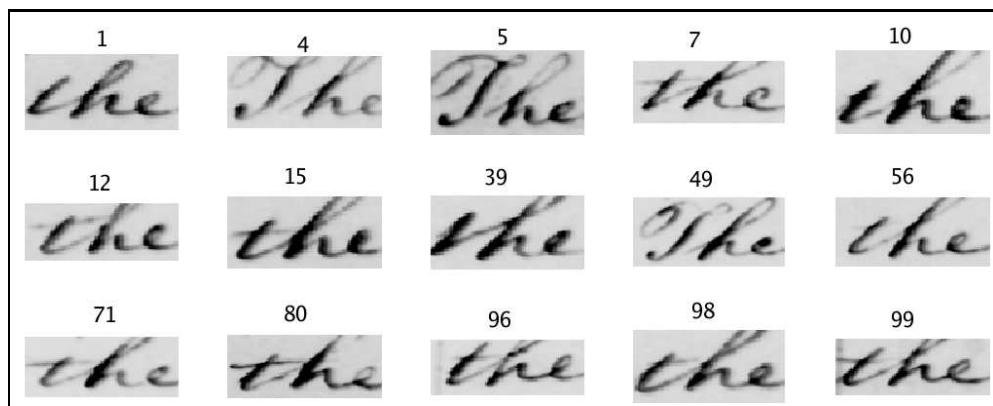 1 4 5 7 10
the The The the the
12 15 39 49 56
the the the The the
71 80 96 98 99
the the the the the